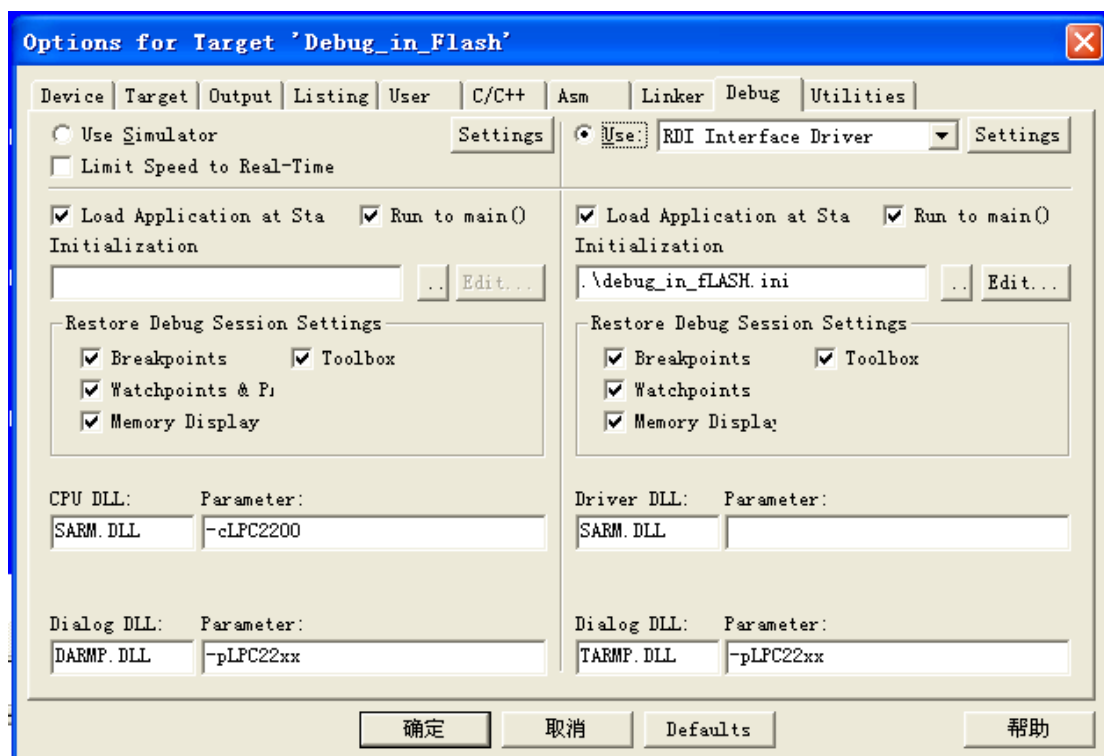 Options for Target 'Debug_in_Flash'
Device Target Output Listing User C/C++ Asm Linker Debug Utilities
Use Simulator Settings Use: RDI Interface Driver Settings
Limit Speed to Real-Time
Load Application at Sta Run to main() Load Application at Sta Run to main()
Initialization Initialization
.. Edit... .\debug_in_fLASH.ini .. Edit...
Restore Debug Session Settings Restore Debug Session Settings
Breakpoints Toolbox Breakpoints Toolbox
Watchpoints & Pa Watchpoints
Memory Display Memory Display
CPU DLL: Parameter: Driver DLL: Parameter:
SARM.DLL -cLPC2200 SARM.DLL
Dialog DLL: Parameter: Dialog DLL: Parameter:
DARMP.DLL -pLPC22xx TARMP.DLL -pLPC22xx
确定 取消 Defaults 帮助